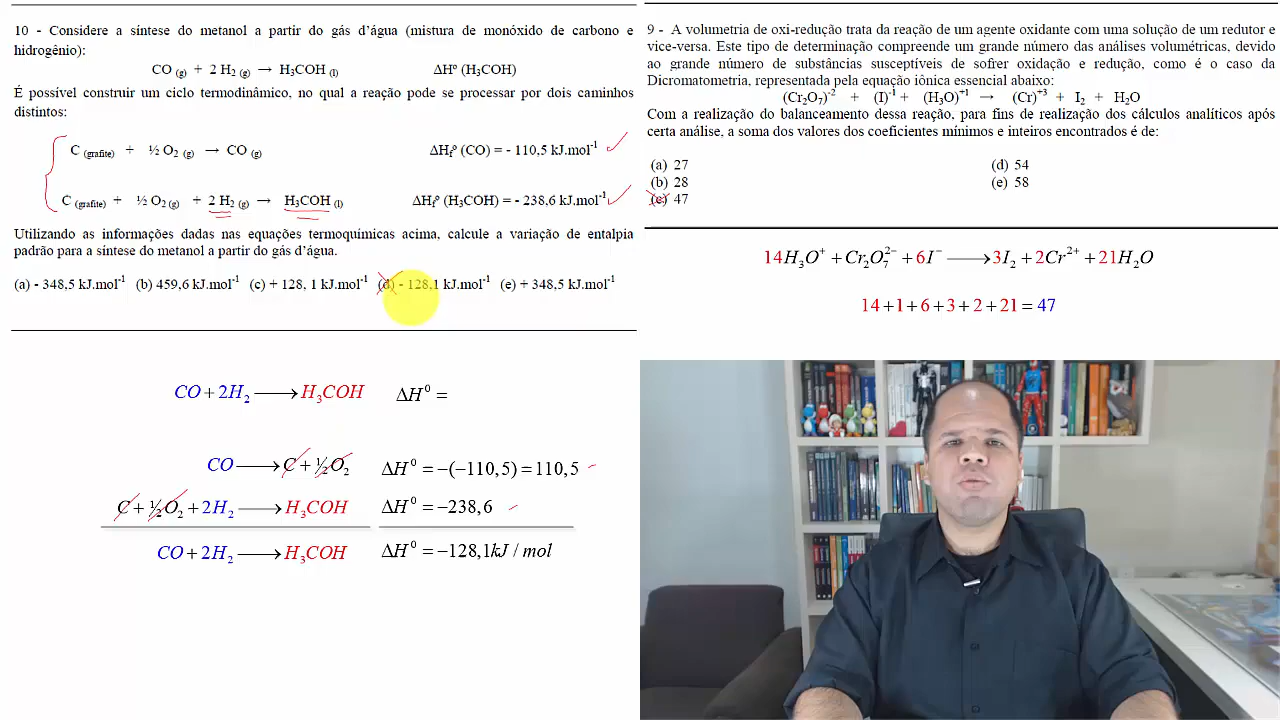 10 - Considere a síntese do metanol a partir do gás d’água (mistura de monóxido de carbono e
hidrogênio):
CO (g) + 2 H2 (g) → H3COH (l) ΔHº (H3COH)
É possível construir um ciclo termodinâmico, no qual a reação pode se processar por dois caminhos
distintos:
C (grafite) + ½ O2 (g) → CO (g) ΔHfº (CO) = - 110,5 kJ.mol-1
C (grafite) + ½ O2 (g) + 2 H2 (g) → H3COH (l) ΔHfº (H3COH) = - 238,6 kJ.mol-1
Utilizando as informações dadas nas equações termoquímicas acima, calcule a variação de entalpia
padrão para a síntese do metanol a partir do gás d’água.
(a) - 348,5 kJ.mol-1 (b) 459,6 kJ.mol-1 (c) + 128, 1 kJ.mol-1 (d) - 128,1 kJ.mol-1 (e) + 348,5 kJ.mol-1
CO + 2H2 ⟶ H3COH ΔH0 =
CO ⟶ C + ½O2 ΔH0 = −(−110,5) = 110,5
C + ½O2 + 2H2 ⟶ H3COH ΔH0 = −238,6
CO + 2H2 ⟶ H3COH ΔH0 = −128,1kJ / mol
9 - A volumetria de oxi-redução trata da reação de um agente oxidante com uma solução de um redutor e
vice-versa. Este tipo de determinação compreende um grande número das análises volumétricas, devido
ao grande número de substâncias susceptíveis de sofrer oxidação e redução, como é o caso da
Dicromatometria, representada pela equação iônica essencial abaixo:
(Cr2O7)-2 + (I)-1 + (H3O)+1 → (Cr)+3 + I2 + H2O
Com a realização do balanceamento dessa reação, para fins de realização dos cálculos analíticos após
certa análise, a soma dos valores dos coeficientes mínimos e inteiros encontrados é de:
(a) 27 (d) 54
(b) 28 (e) 58
(c) 47
14H3O+ + Cr2O72− + 6I− ⟶ 3I2 + 2Cr2+ + 21H2O
14+1+6+3+2+21 = 47